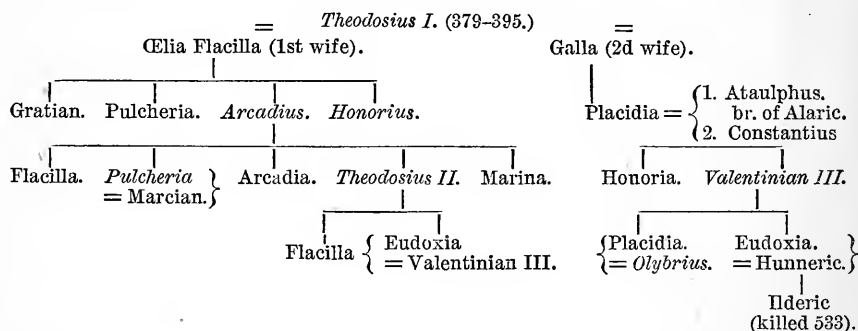 = Theodosius I. (379–395.) =
Œlia Flacilla (1st wife). Galla (2d wife).
Gratian. Pulcheria. Arcadius. Honorius. Placidia = { 1. Ataulphus.
br. of Alaric.
2. Constantius
Flacilla. Pulcheria } Arcadia. Theodosius II. Marina. Honoria. Valentinian III.
= Marcian.
Flacilla { Eudoxia {Placidia. Eudoxia. }
= Valentinian III. = Olybrius. = Hunneric.
Ilderic
(killed 533).